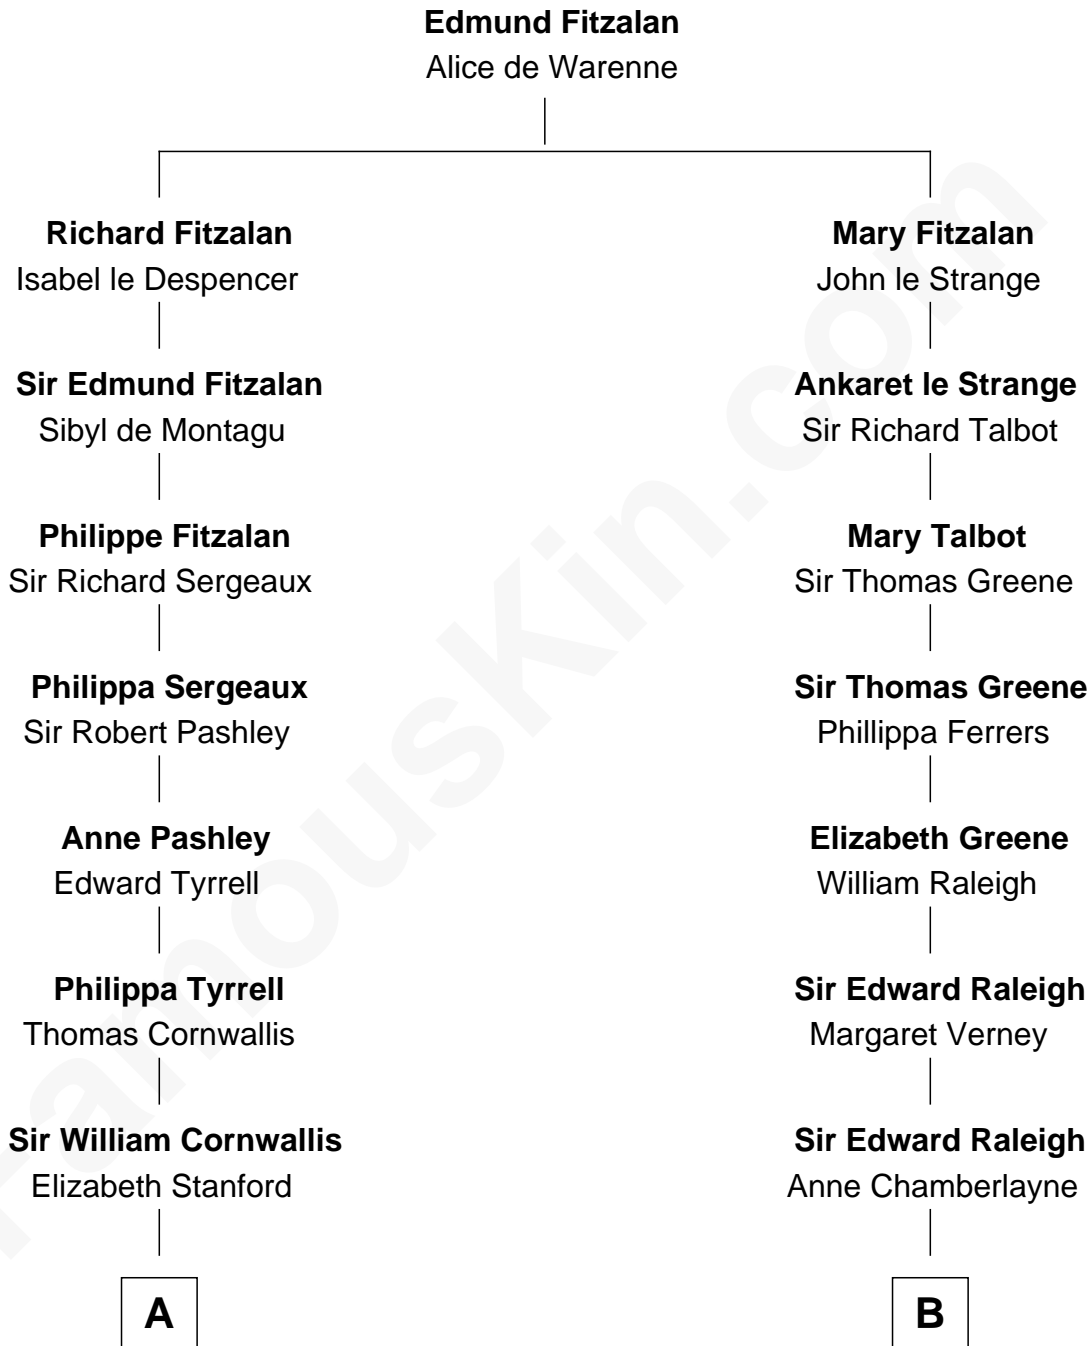 Edmund Fitzalan
Alice de Warenne
Richard Fitzalan
Isabel le Despencer
Mary Fitzalan
John le Strange
Sir Edmund Fitzalan
Sibyl de Montagu
Ankaret le Strange
Sir Richard Talbot
Philippe Fitzalan
Sir Richard Sergeaux
Mary Talbot
Sir Thomas Greene
Philippa Sergeaux
Sir Robert Pashley
Sir Thomas Greene
Phillippa Ferrers
Anne Pashley
Edward Tyrrell
Elizabeth Greene
William Raleigh
Philippa Tyrrell
Thomas Cornwallis
Sir Edward Raleigh
Margaret Verney
Sir William Cornwallis
Elizabeth Stanford
Sir Edward Raleigh
Anne Chamberlayne
A
B
FamousKin.com